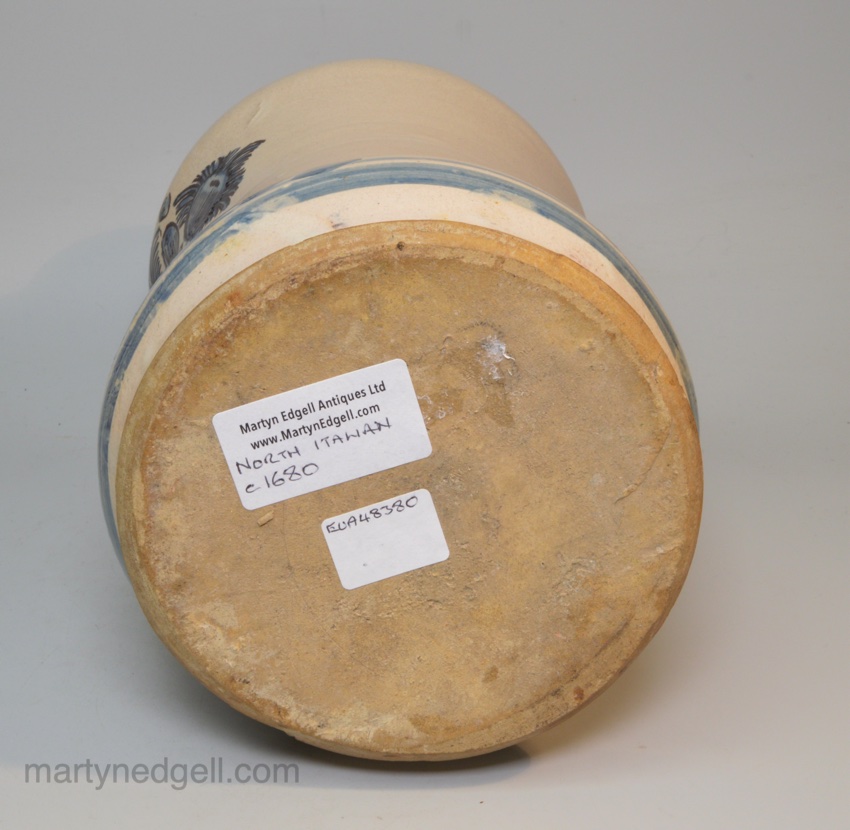 Martyn Edgell Antiques Ltd
www.MartynEdgell.com
NORTH ITALIAN
c1680
EUA48380
martynedgell.com